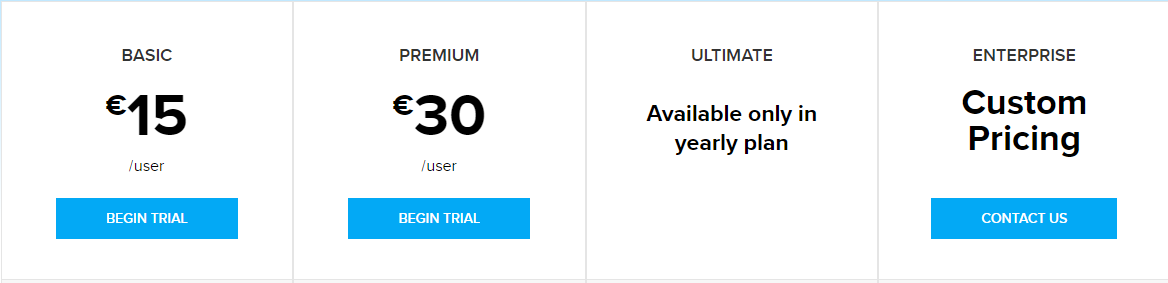 BASIC
€15
/user
BEGIN TRIAL
PREMIUM
€30
/user
BEGIN TRIAL
ULTIMATE
Available only in
yearly plan
ENTERPRISE
Custom
Pricing
CONTACT US